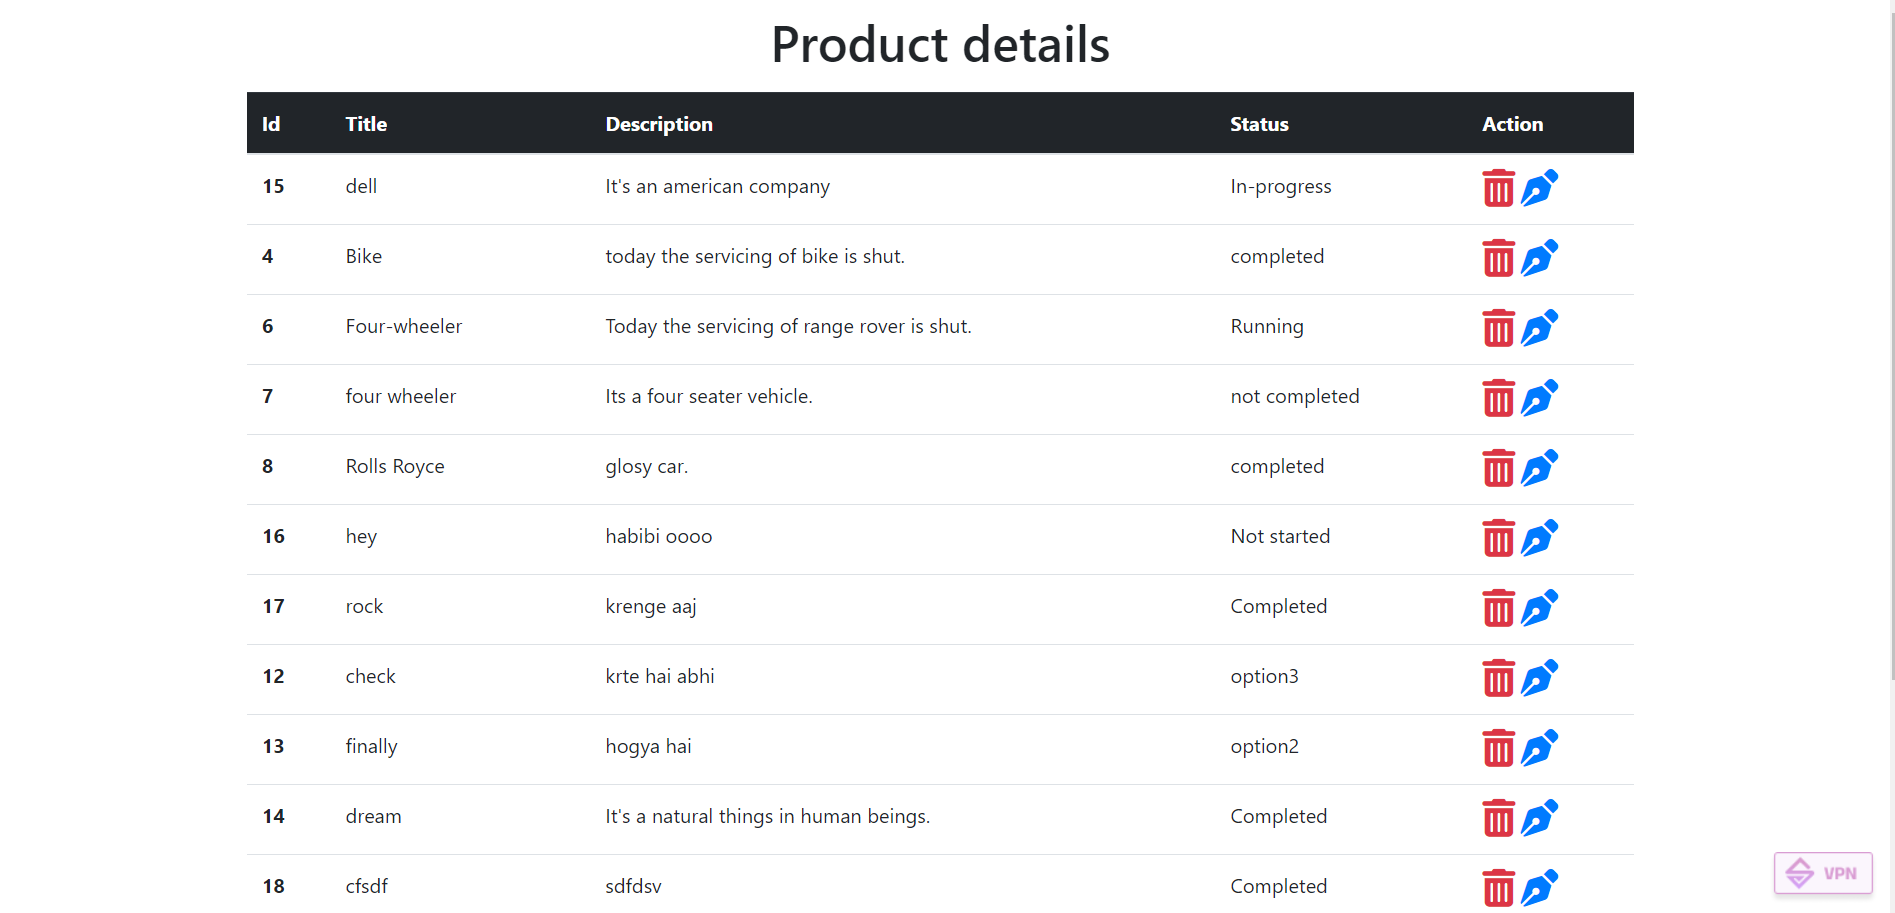 Product details
Id Title Description Status Action
15 dell It's an american company In-progress
4 Bike today the servicing of bike is shut. completed
6 Four-wheeler Today the servicing of range rover is shut. Running
7 four wheeler Its a four seater vehicle. not completed
8 Rolls Royce glosy car. completed
16 hey habibi oooo Not started
17 rock krenge aaj Completed
12 check krte hai abhi option3
13 finally hogya hai option2
14 dream It's a natural things in human beings. Completed
18 cfsdf sdfdsv Completed
VPN